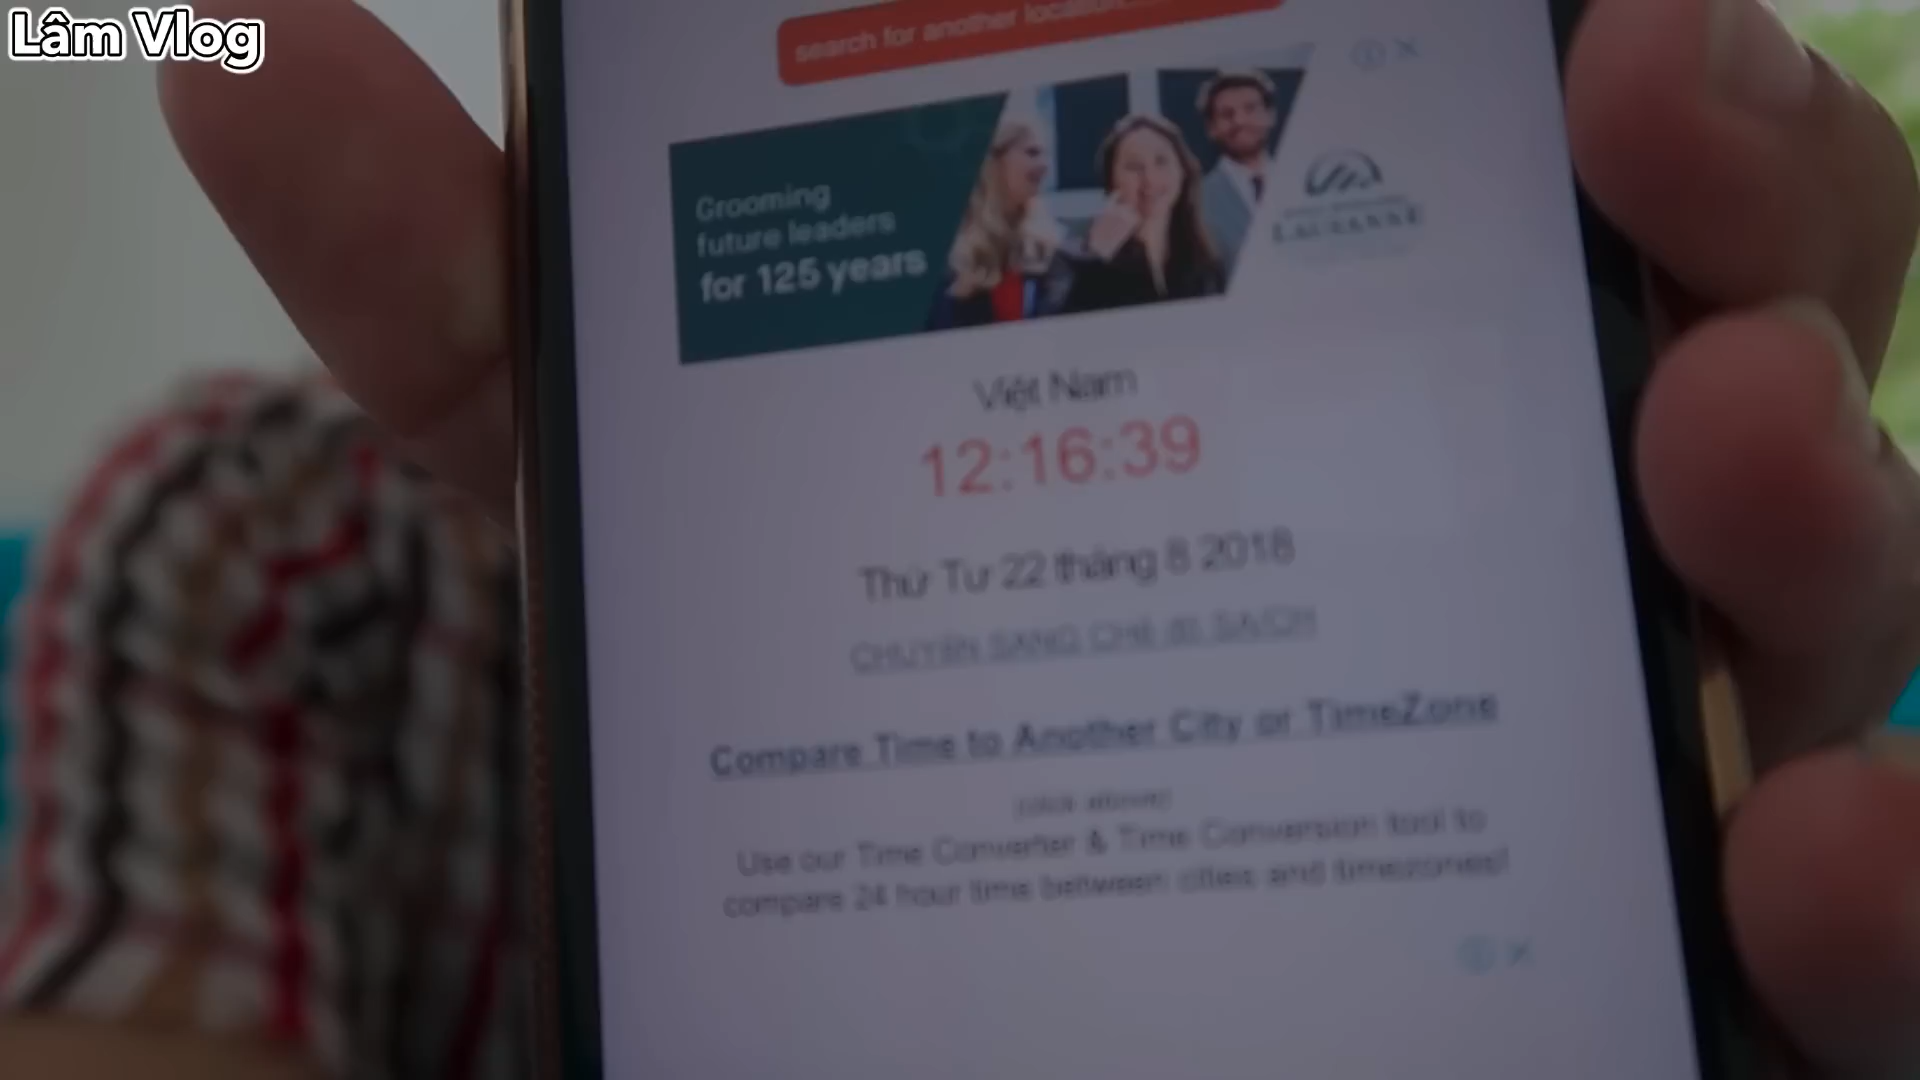 Lâm Vlog
search for another location
Grooming
future leaders
for 125 years
LAUSANNE
Việt Nam
12:16:39
Thứ Tư 22 tháng 8 2018
CHUYỂN SANG CHẾ độ SA/CH
Compare Time to Another City or TimeZone
(click above)
Use our Time Converter & Time Conversion tool to
compare 24 hour time between cities and timezones!